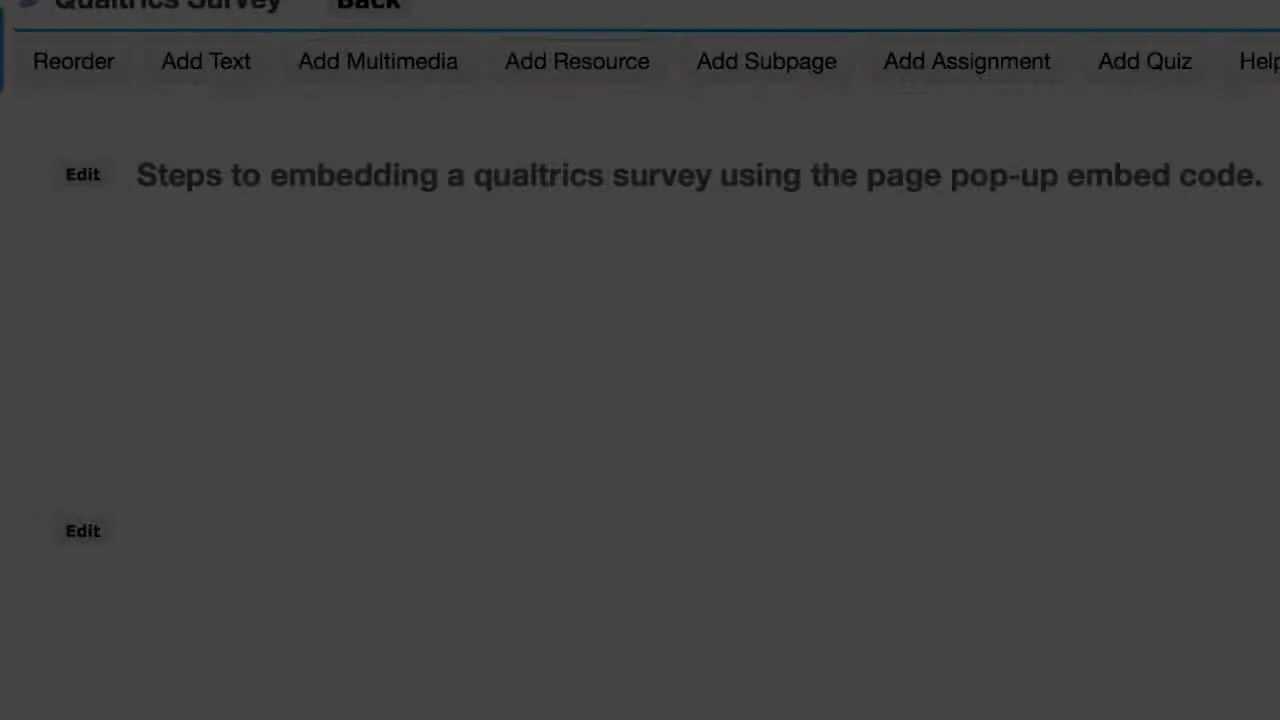 Qualtrics Survey Back
Reorder Add Text Add Multimedia Add Resource Add Subpage Add Assignment Add Quiz Help
Edit Steps to embedding a qualtrics survey using the page pop-up embed code.
Edit